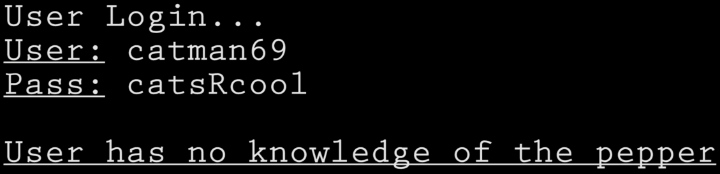 User Login...
User: catman69
Pass: catsRcool
User has no knowledge of the pepper